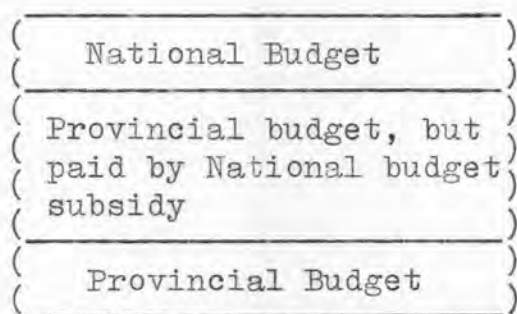 National Budget
Provincial budget, but
paid by National budget
subsidy
Provincial Budget